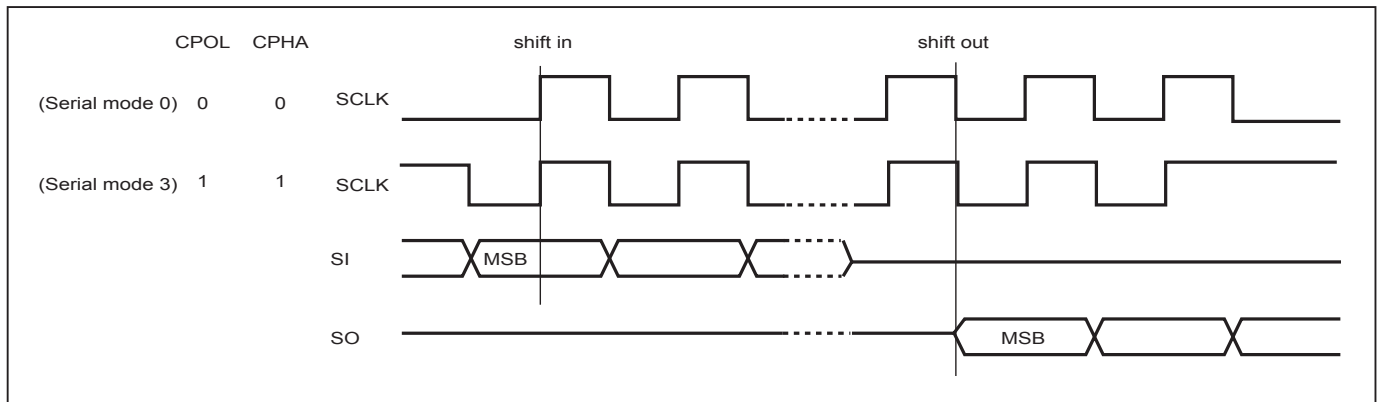 CPOL CPHA shift in shift out
(Serial mode 0) 0 0 SCLK
(Serial mode 3) 1 1 SCLK
SI MSB
SO MSB